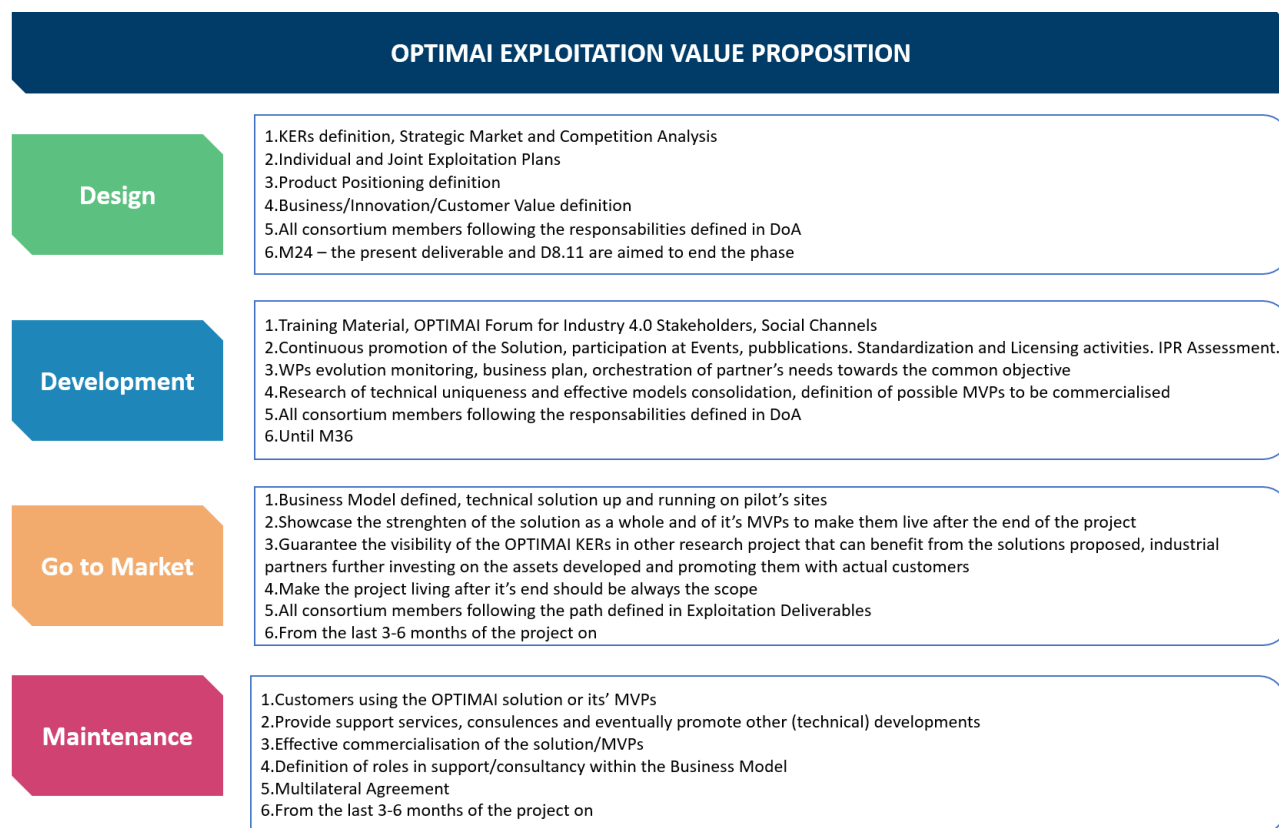 OPTIMAI EXPLOITATION VALUE PROPOSITION
Design
1.KERs definition, Strategic Market and Competition Analysis
2.Individual and Joint Exploitation Plans
3.Product Positioning definition
4.Business/Innovation/Customer Value definition
5.All consortium members following the responsabilities defined in DoA
6.M24 – the present deliverable and D8.11 are aimed to end the phase
Development
1.Training Material, OPTIMAI Forum for Industry 4.0 Stakeholders, Social Channels
2.Continuous promotion of the Solution, participation at Events, pubblications. Standardization and Licensing activities. IPR Assessment.
3.WPs evolution monitoring, business plan, orchestration of partner's needs towards the common objective
4.Research of technical uniqueness and effective models consolidation, definition of possible MVPs to be commercialised
5.All consortium members following the responsabilities defined in DoA
6.Until M36
Go to Market
1.Business Model defined, technical solution up and running on pilot's sites
2.Showcase the strenghten of the solution as a whole and of it's MVPs to make them live after the end of the project
3.Guarantee the visibility of the OPTIMAI KERs in other research project that can benefit from the solutions proposed, industrial
partners further investing on the assets developed and promoting them with actual customers
4.Make the project living after it's end should be always the scope
5.All consortium members following the path defined in Exploitation Deliverables
6.From the last 3-6 months of the project on
Maintenance
1.Customers using the OPTIMAI solution or its' MVPs
2.Provide support services, consulences and eventually promote other (technical) developments
3.Effective commercialisation of the solution/MVPs
4.Definition of roles in support/consultancy within the Business Model
5.Multilateral Agreement
6.From the last 3-6 months of the project on